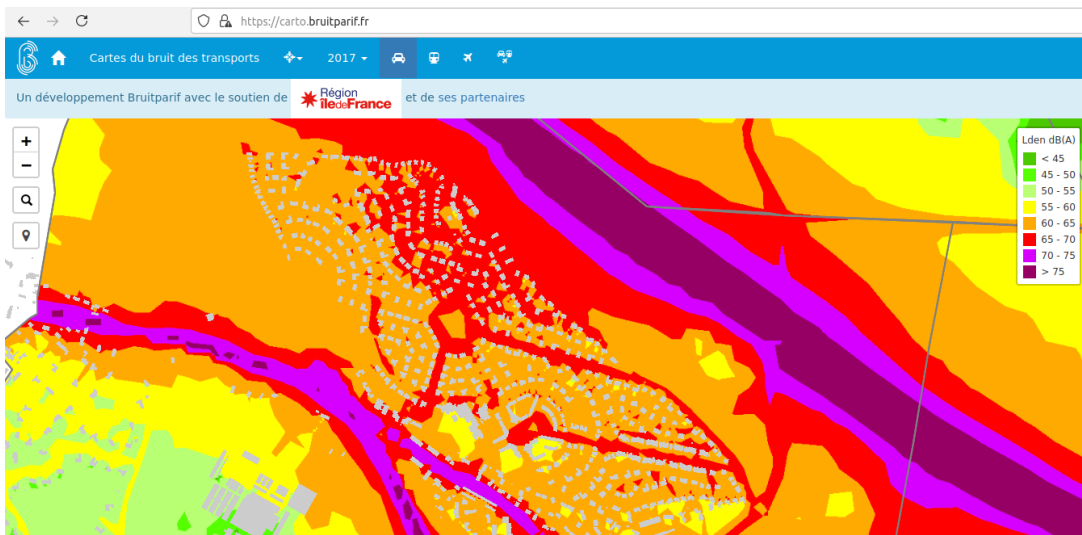 https://carto.bruitparif.fr
Cartes du bruit des transports 2017
Un développement Bruitparif avec le soutien de Région îledeFrance et de ses partenaires
+
−
Lden dB(A)
< 45
45 - 50
50 - 55
55 - 60
60 - 65
65 - 70
70 - 75
> 75